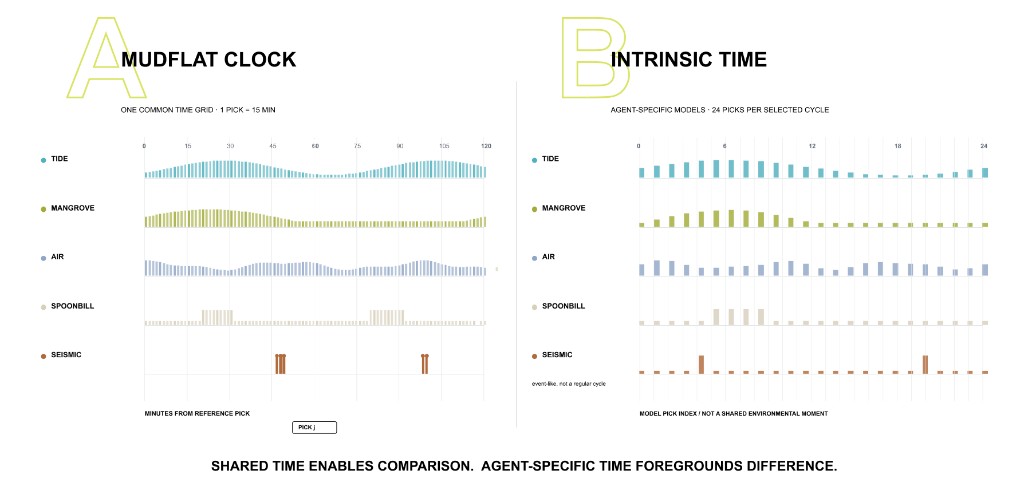 A
MUDFLAT CLOCK
ONE COMMON TIME GRID · 1 PICK = 15 MIN
0 15 30 45 60 75 90 105 120
TIDE
MANGROVE
AIR
SPOONBILL
SEISMIC
MINUTES FROM REFERENCE PICK
PICK j
B
INTRINSIC TIME
AGENT-SPECIFIC MODELS · 24 PICKS PER SELECTED CYCLE
0 6 12 18 24
TIDE
MANGROVE
AIR
SPOONBILL
SEISMIC
event-like, not a regular cycle
MODEL PICK INDEX / NOT A SHARED ENVIRONMENTAL MOMENT
SHARED TIME ENABLES COMPARISON. AGENT-SPECIFIC TIME FOREGROUNDS DIFFERENCE.